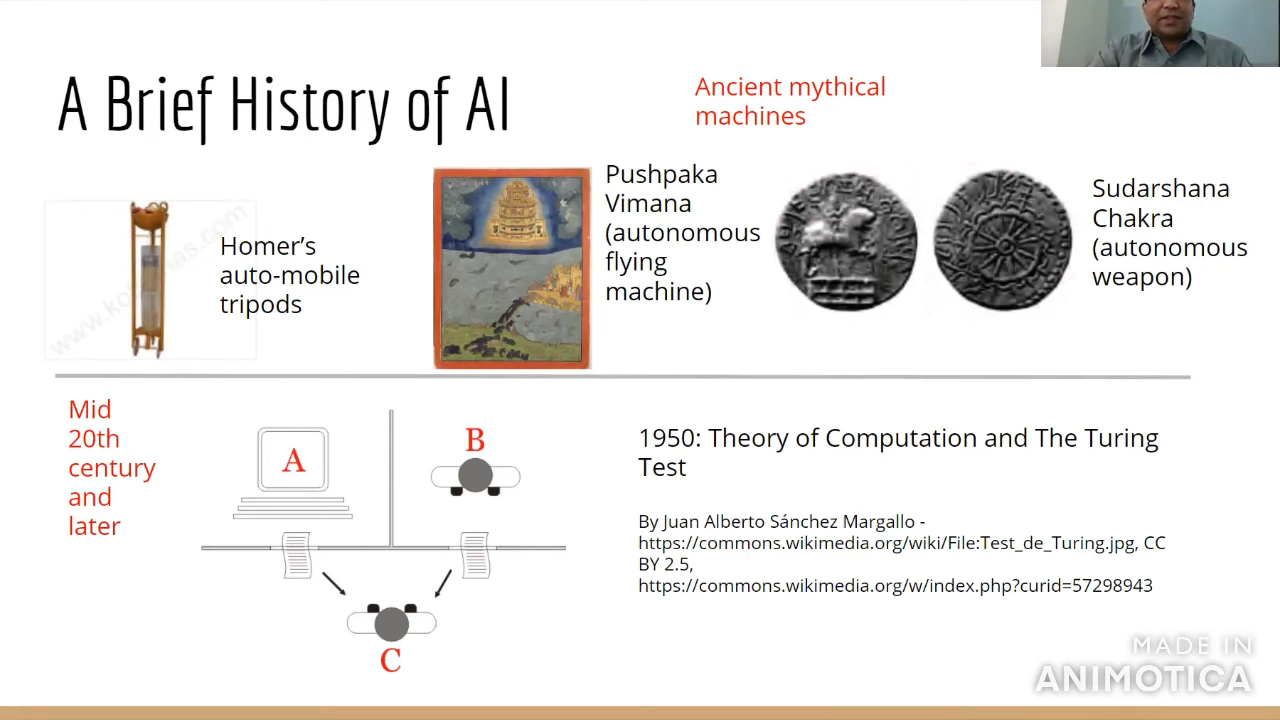 A Brief History of AI
Ancient mythical
machines
Homer's
auto-mobile
tripods
Pushpaka
Vimana
(autonomous
flying
machine)
Sudarshana
Chakra
(autonomous
weapon)
Mid
20th
century
and
later
A
B
C
1950: Theory of Computation and The Turing
Test
By Juan Alberto Sánchez Margallo -
https://commons.wikimedia.org/wiki/File:Test_de_Turing.jpg, CC
BY 2.5,
https://commons.wikimedia.org/w/index.php?curid=57298943
MADE IN
ANIMOTICA